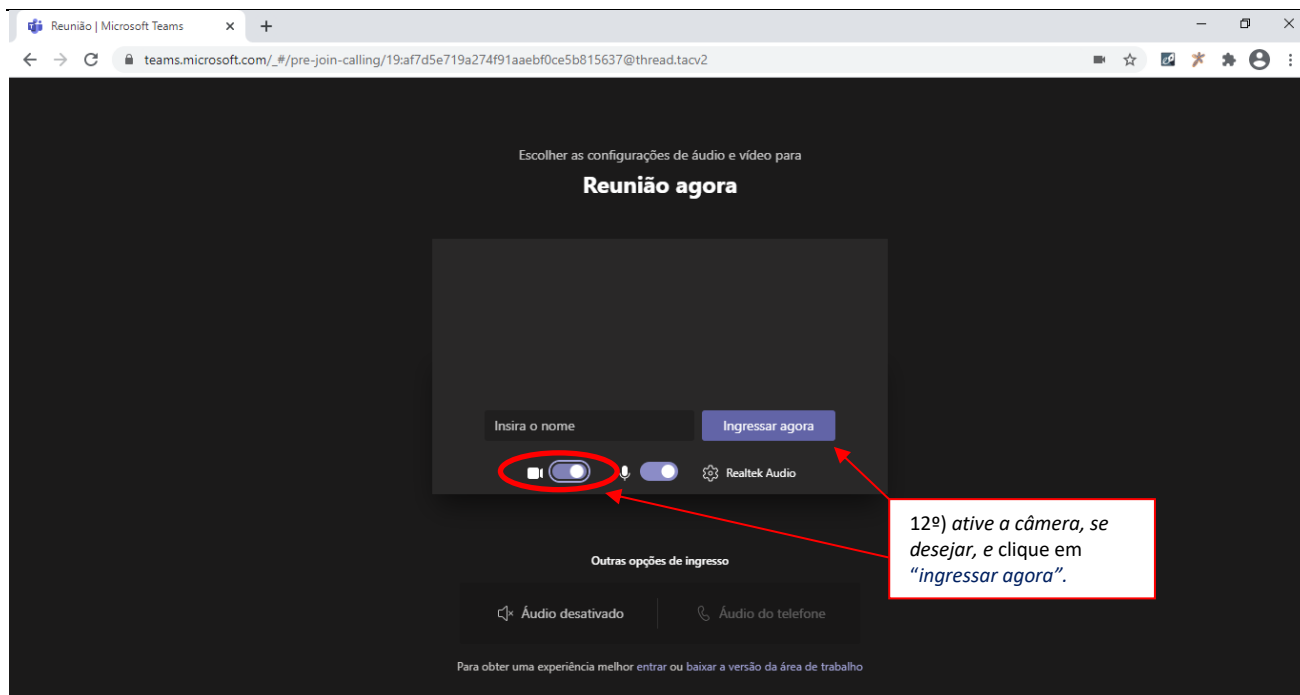 Reunião | Microsoft Teams
teams.microsoft.com/_#/pre-join-calling/19:af7d5e719a274f91aaebf0ce5b815637@thread.tacv2
Escolher as configurações de áudio e vídeo para
Reunião agora
Insira o nome
Ingressar agora
Realtek Audio
12º) ative a câmera, se
desejar, e clique em
“ingressar agora”.
Outras opções de ingresso
Áudio desativado
Áudio do telefone
Para obter uma experiência melhor entrar ou baixar a versão da área de trabalho